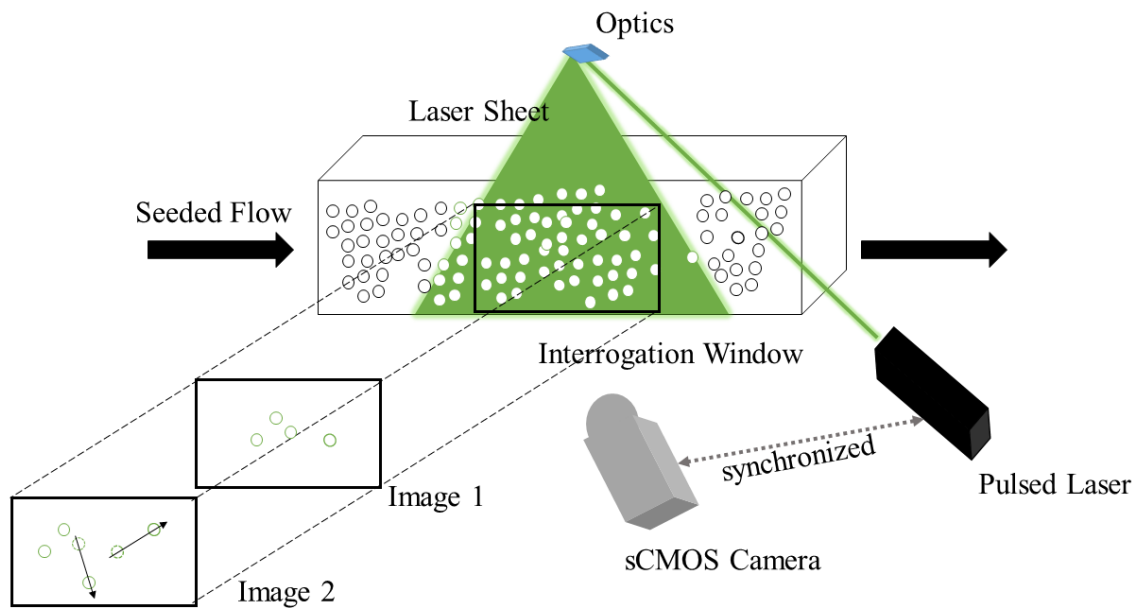 Optics
Laser Sheet
Seeded Flow
Interrogation Window
synchronized
Pulsed Laser
Image 1
sCMOS Camera
Image 2